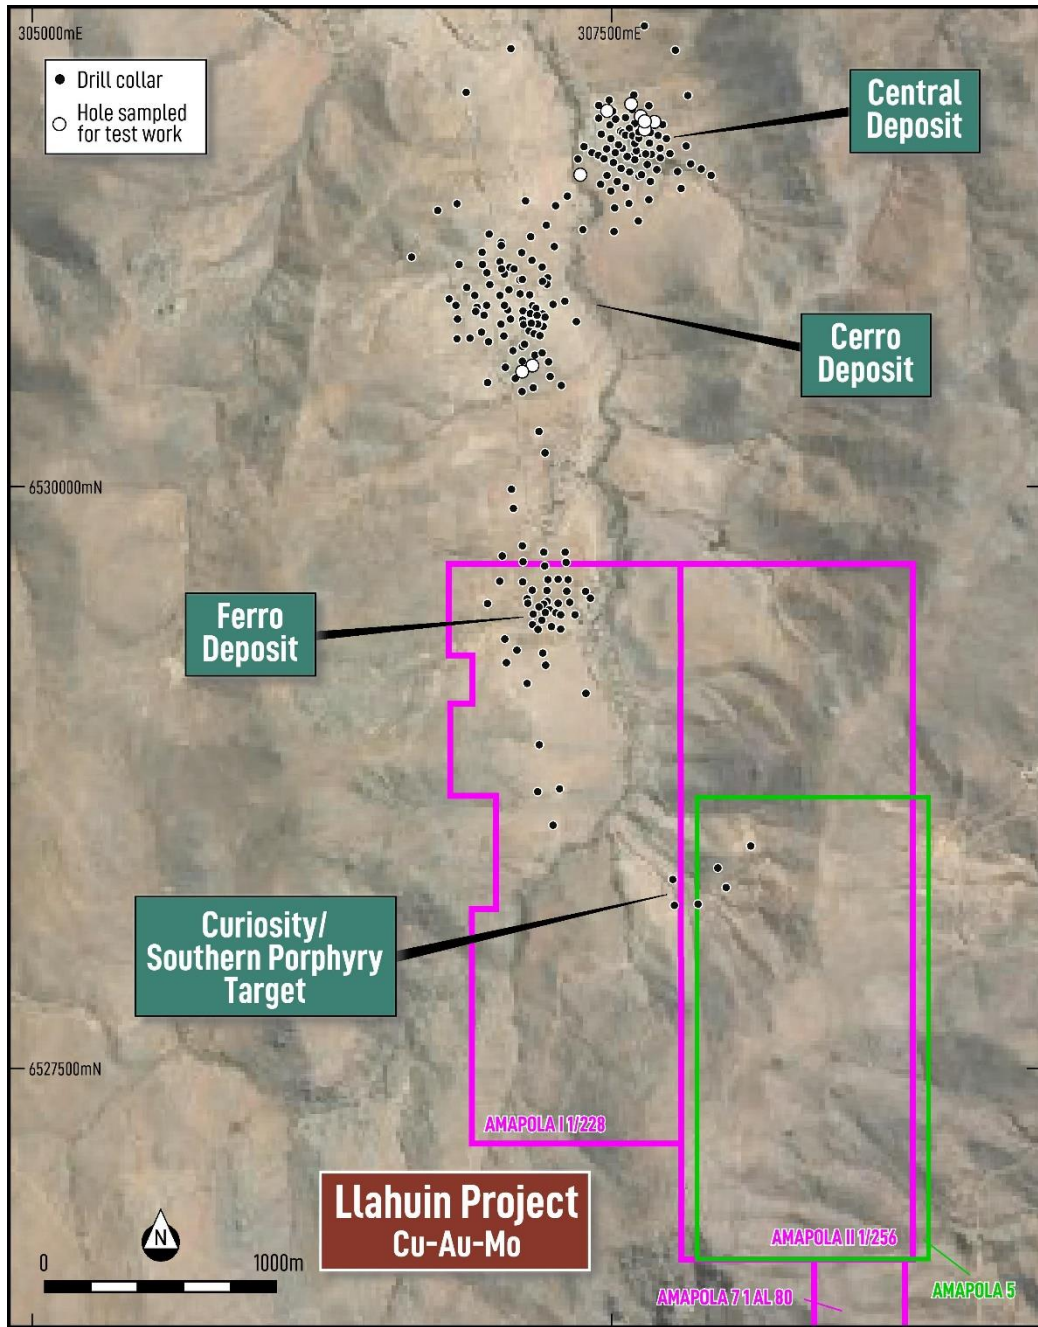 305000mE
307500mE
Drill collar
Hole sampled
for test work
Central
Deposit
Cerro
Deposit
6530000mN
Ferro
Deposit
Curiosity/
Southern Porphyry
Target
6527500mN
AMAPOLA I 1/228
Llahuin Project
Cu-Au-Mo
N
0
1000m
AMAPOLA II 1/256
AMAPOLA 5
AMAPOLA 7 1 AL 80